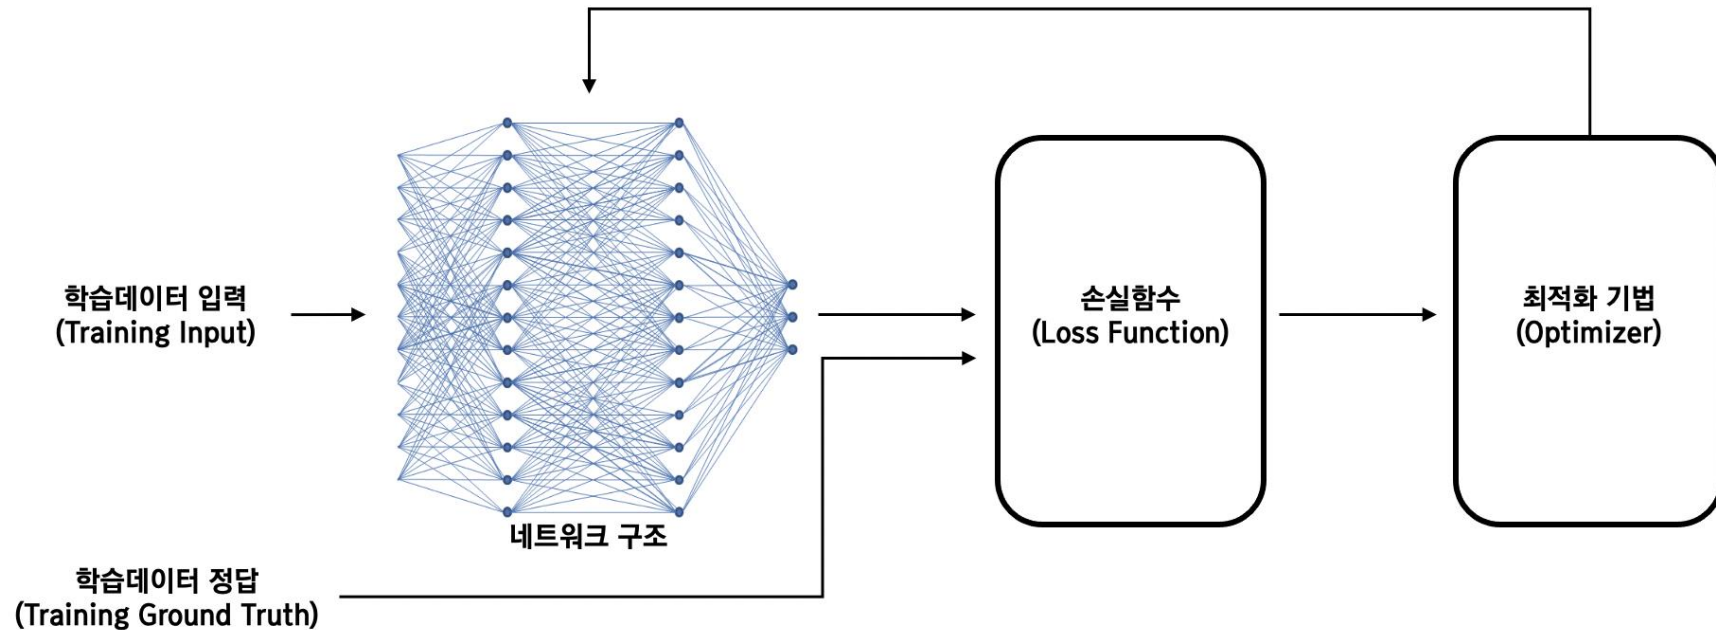 학습데이터 입력
(Training Input)
네트워크 구조
학습데이터 정답
(Training Ground Truth)
손실함수
(Loss Function)
최적화 기법
(Optimizer)